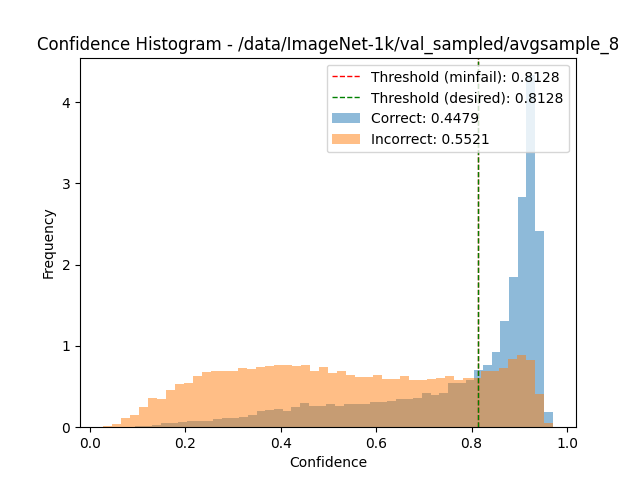 Confidence Histogram - /data/ImageNet-1k/val_sampled/avgsample_8
Threshold (minfail): 0.8128
Threshold (desired): 0.8128
Correct: 0.4479
Incorrect: 0.5521
Frequency
4
3
2
1
0
0.0 0.2 0.4 0.6 0.8 1.0
Confidence